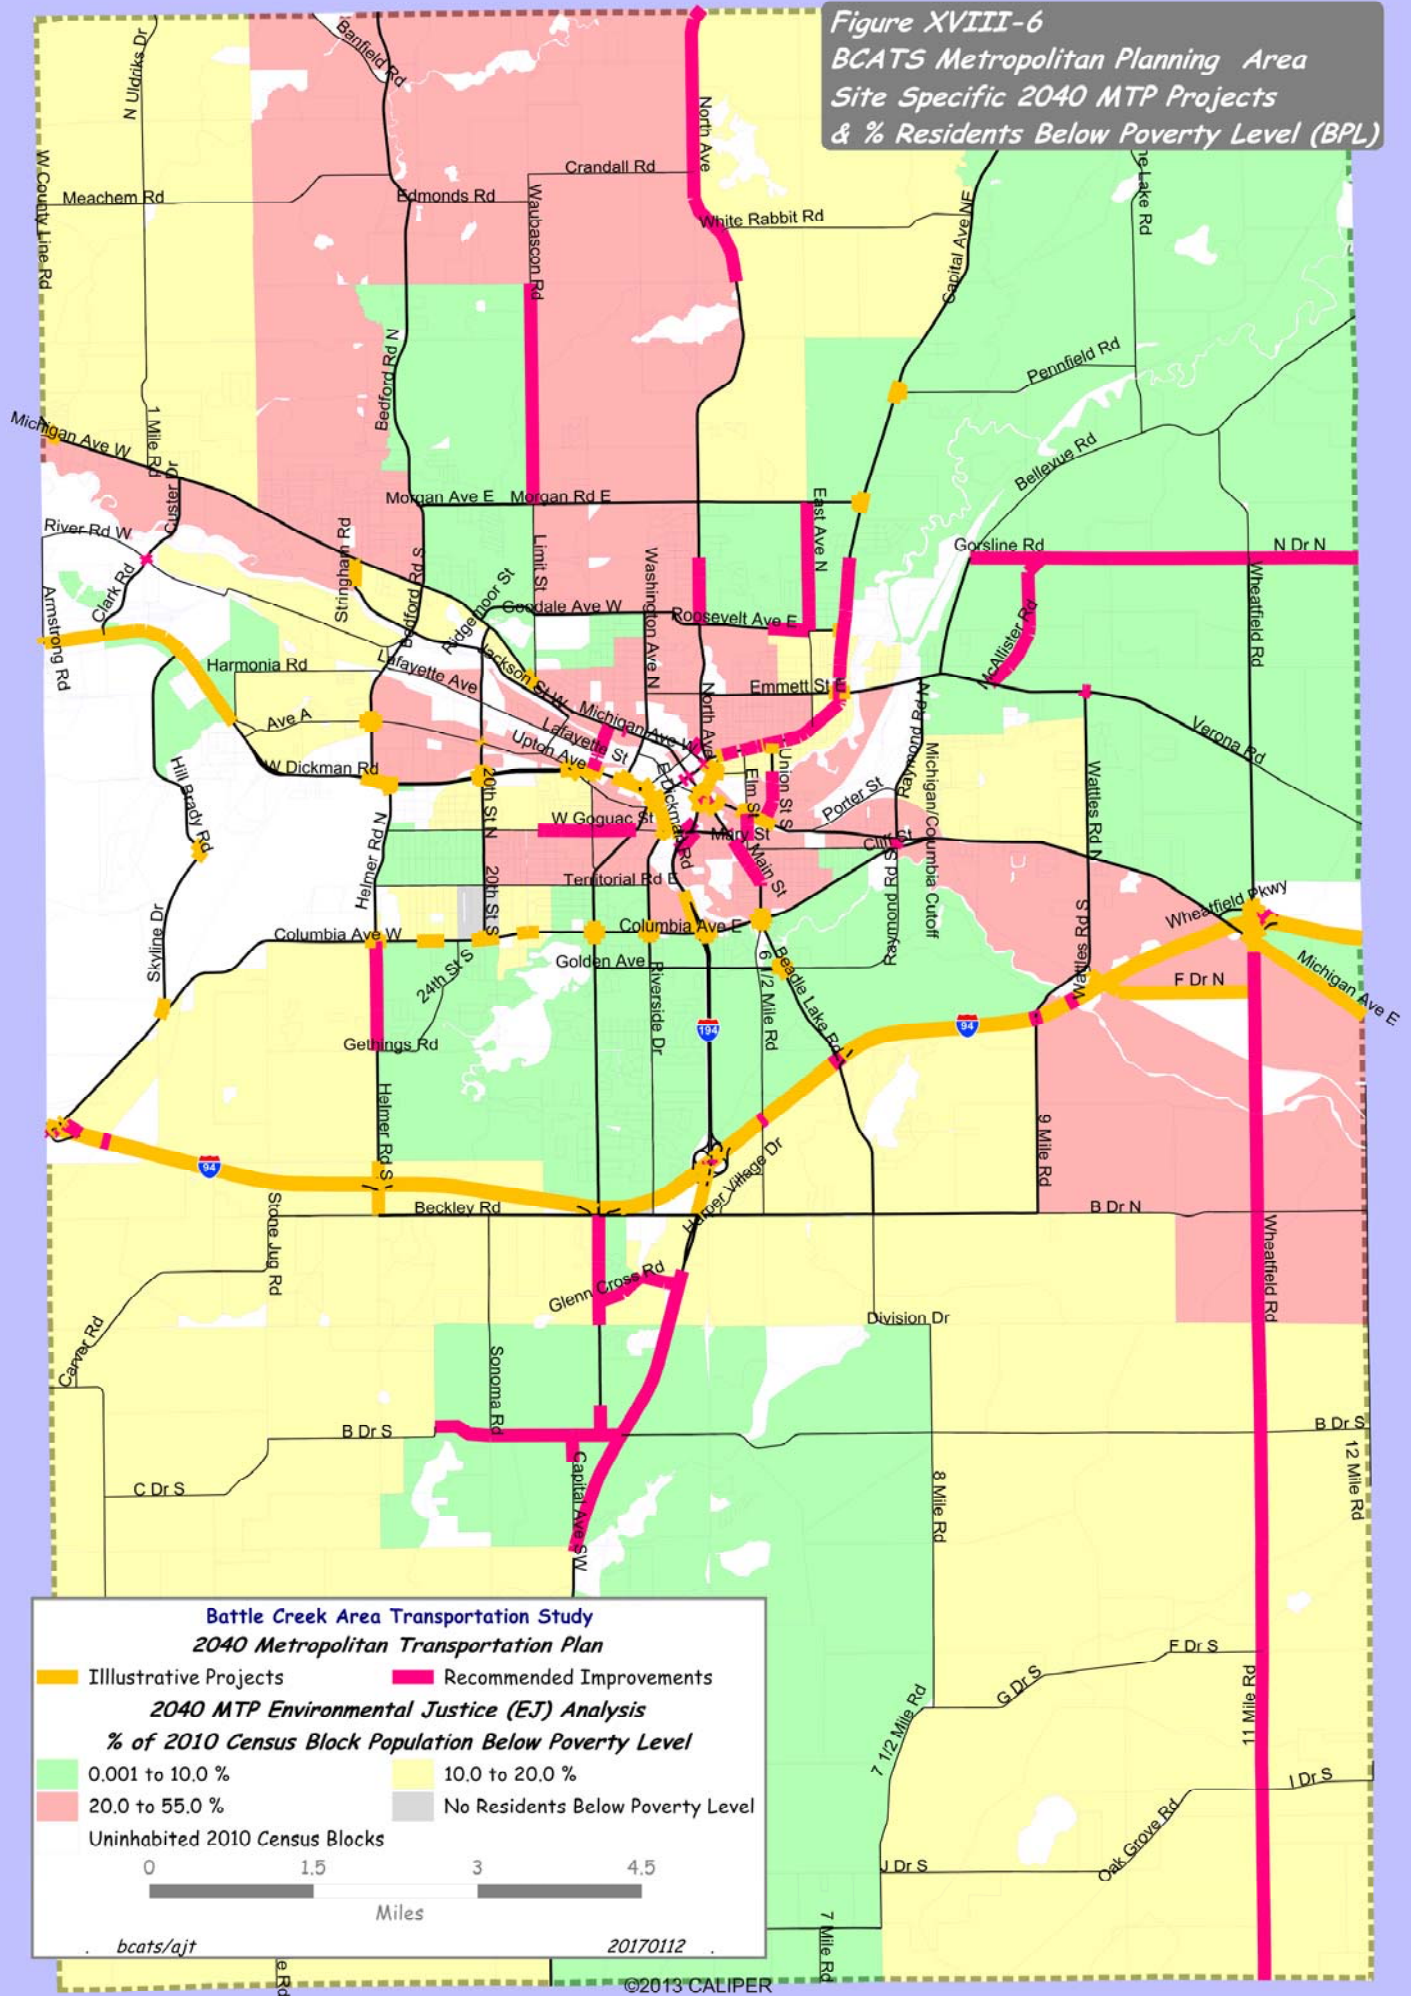 Figure XVIII-6
BCATS Metropolitan Planning Area
Site Specific 2040 MTP Projects
& % Residents Below Poverty Level (BPL)
N Uldriks Dr
Banfield Rd
North Ave
W County Line Rd
Meachem Rd
Edmonds Rd
Crandall Rd
Waubascon Rd
White Rabbit Rd
Capital Ave NE
ne Lake Rd
Bedford Rd N
Pennfield Rd
Michigan Ave W
1 Mile Rd
Custer Dr
Bellevue Rd
Morgan Ave E
Morgan Rd E
East Ave N
River Rd W
Stringham Rd
Limit St
Washington Ave N
Gorsline Rd
N Dr N
Clark Rd
Armstrong Rd
Bedford Rd S
Ridgemoor St
Goodale Ave W
Roosevelt Ave E
McAllister Rd
Wheatfield Rd
Harmonia Rd
Lafayette Ave
Jackson St W
Emmett St E
North Ave
Ave A
Michigan Ave W
Lafayette St
Upton Ave
Raymond Rd N
Verona Rd
Hill Brady Rd
W Dickman Rd
20th St N
E Dickman Rd
Elm St
Union St S
Porter St
Michigan/Columbia Cutoff
Wattles Rd N
W Goguac St
Mary St
Cliff St
Main St
Helmer Rd N
Territorial Rd E
20th St S
Raymond Rd S
Wheatfield Pkwy
Skyline Dr
Columbia Ave W
Columbia Ave E
Wattles Rd S
24th St S
Golden Ave
Riverside Dr
6 1/2 Mile Rd
Beadle Lake Rd
F Dr N
Michigan Ave E
194
94
Gethings Rd
Helmer Rd S
9 Mile Rd
94
Harper Village Dr
Stone Jug Rd
Beckley Rd
B Dr N
Wheatfield Rd
Glenn Cross Rd
Carver Rd
Division Dr
Sonoma Rd
B Dr S
B Dr S
12 Mile Rd
Capital Ave SW
C Dr S
8 Mile Rd
F Dr S
G Dr S
11 Mile Rd
7 1/2 Mile Rd
I Dr S
Oak Grove Rd
J Dr S
7 Mile Rd
Battle Creek Area Transportation Study
2040 Metropolitan Transportation Plan
Illlustrative Projects
Recommended Improvements
2040 MTP Environmental Justice (EJ) Analysis
% of 2010 Census Block Population Below Poverty Level
0.001 to 10.0 %
10.0 to 20.0 %
20.0 to 55.0 %
No Residents Below Poverty Level
Uninhabited 2010 Census Blocks
0 1.5 3 4.5
Miles
. bcats/ajt 20170112 .
e Rd
©2013 CALIPER